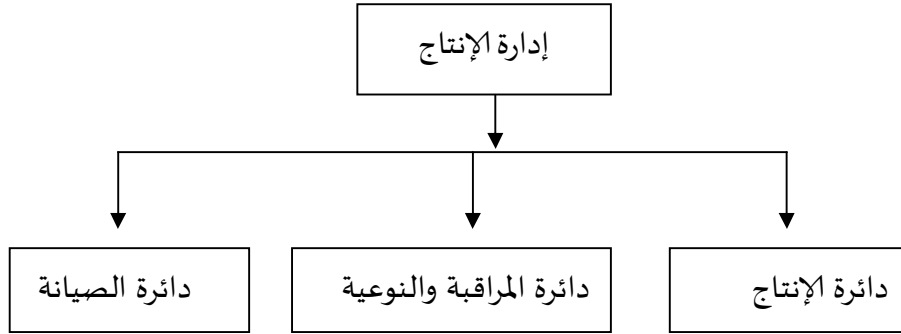 إدارة الإنتاج
دائرة الإنتاج
دائرة المراقبة والنوعية
دائرة الصيانة